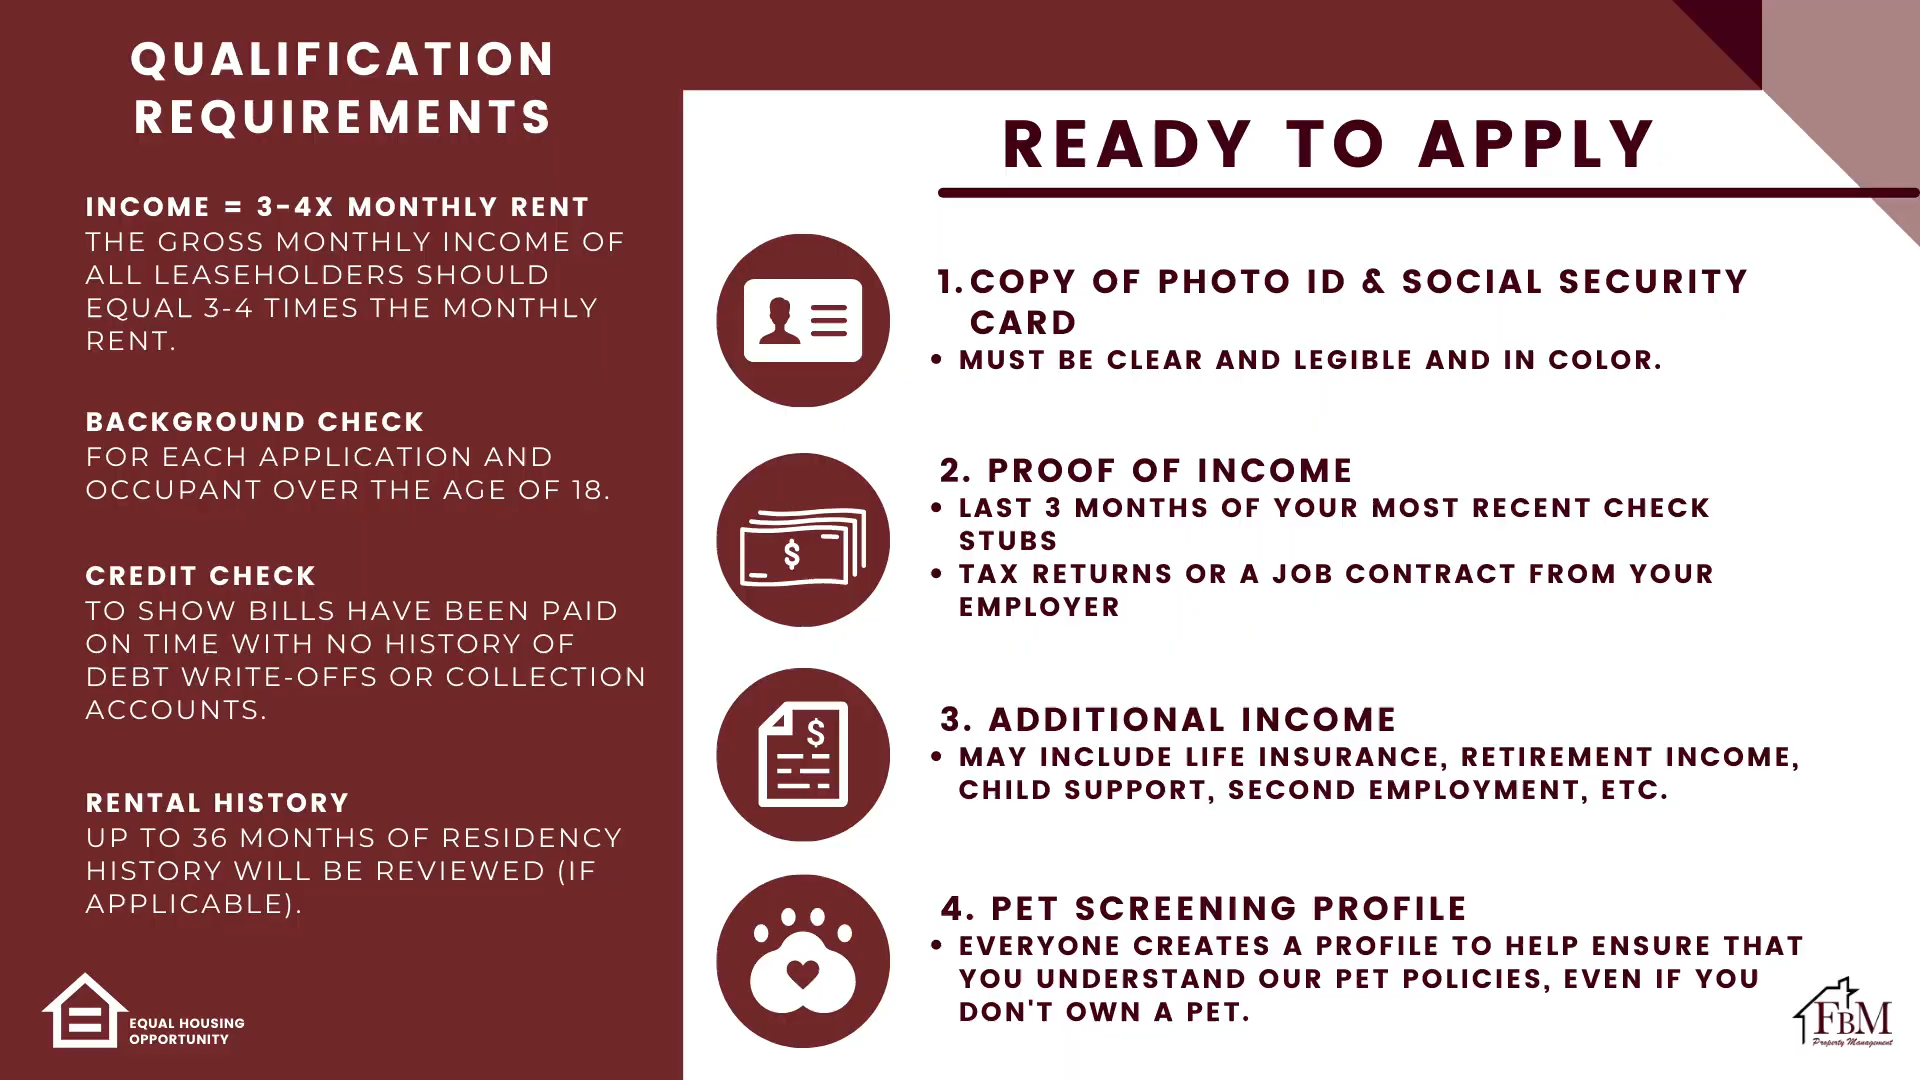 QUALIFICATION
REQUIREMENTS
INCOME = 3-4X MONTHLY RENT
THE GROSS MONTHLY INCOME OF
ALL LEASEHOLDERS SHOULD
EQUAL 3-4 TIMES THE MONTHLY
RENT.
BACKGROUND CHECK
FOR EACH APPLICATION AND
OCCUPANT OVER THE AGE OF 18.
CREDIT CHECK
TO SHOW BILLS HAVE BEEN PAID
ON TIME WITH NO HISTORY OF
DEBT WRITE-OFFS OR COLLECTION
ACCOUNTS.
RENTAL HISTORY
UP TO 36 MONTHS OF RESIDENCY
HISTORY WILL BE REVIEWED (IF
APPLICABLE).
EQUAL HOUSING
OPPORTUNITY
READY TO APPLY
1. COPY OF PHOTO ID & SOCIAL SECURITY
CARD
• MUST BE CLEAR AND LEGIBLE AND IN COLOR.
2. PROOF OF INCOME
• LAST 3 MONTHS OF YOUR MOST RECENT CHECK
STUBS
• TAX RETURNS OR A JOB CONTRACT FROM YOUR
EMPLOYER
3. ADDITIONAL INCOME
• MAY INCLUDE LIFE INSURANCE, RETIREMENT INCOME,
CHILD SUPPORT, SECOND EMPLOYMENT, ETC.
4. PET SCREENING PROFILE
• EVERYONE CREATES A PROFILE TO HELP ENSURE THAT
YOU UNDERSTAND OUR PET POLICIES, EVEN IF YOU
DON'T OWN A PET.
FBM
Property Management